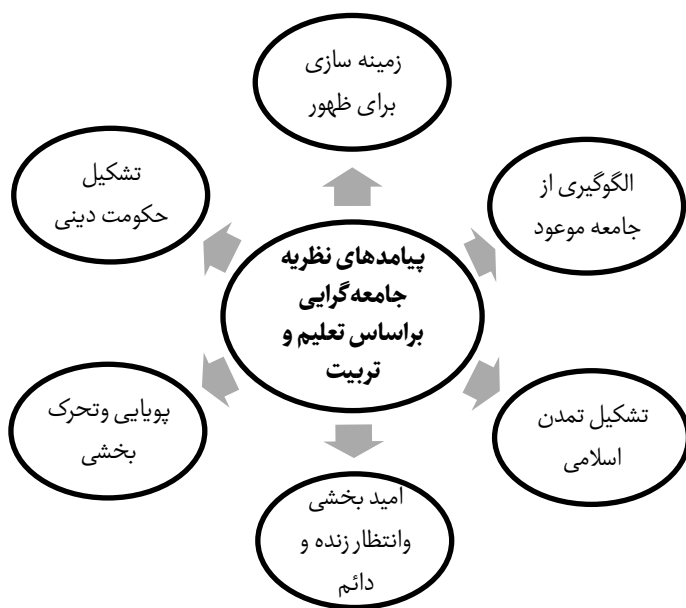 زمینه سازی
برای ظهور
الگوگیری از
جامعه موعود
تشکیل
حکومت دینی
پیامدهای نظریه
جامعه‌گرایی
براساس تعلیم و
تربیت
تشکیل تمدن
اسلامی
پویایی وتحرک
بخشی
امید بخشی
وانتظار زنده و
دائم